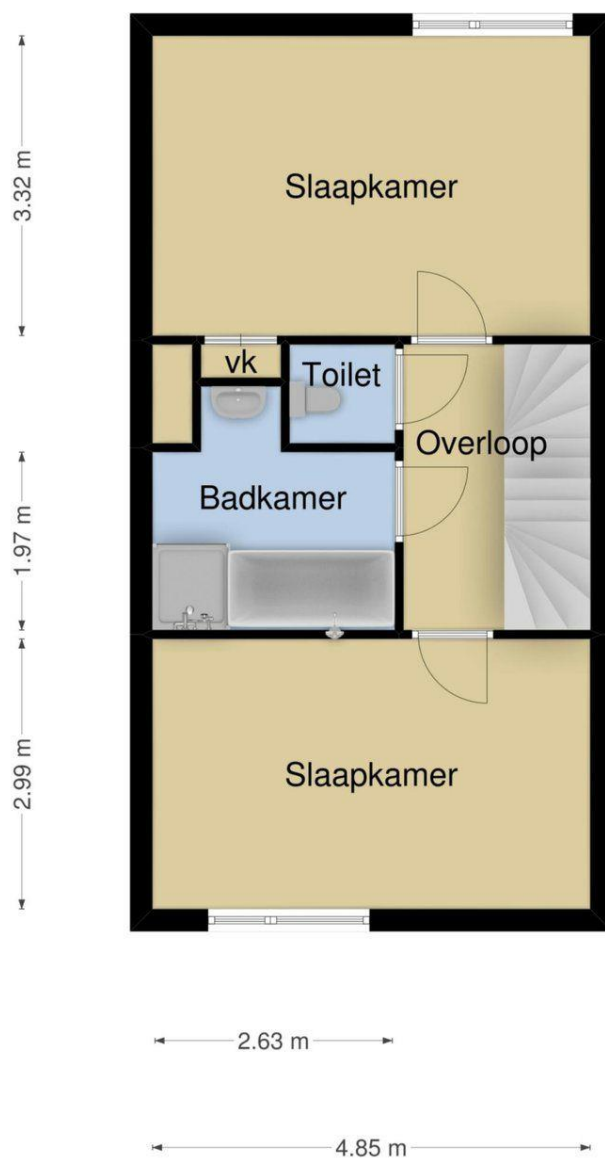 3.32 m
Slaapkamer
vk
Toilet
Overloop
Badkamer
1.97 m
Slaapkamer
2.99 m
2.63 m
4.85 m